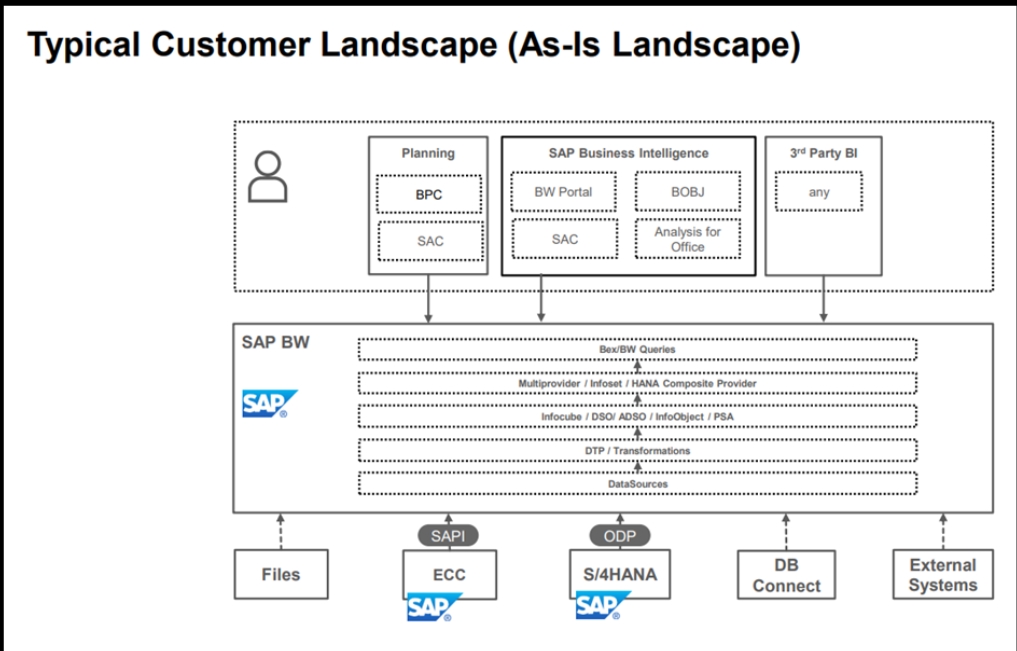 Typical Customer Landscape (As-Is Landscape)
Planning
BPC
SAC
SAP Business Intelligence
BW Portal
BOBJ
SAC
Analysis for
Office
3rd Party BI
any
SAP BW
SAP®
Bex/BW Queries
Multiprovider / Infoset / HANA Composite Provider
Infocube / DSO/ ADSO / InfoObject / PSA
DTP / Transformations
DataSources
SAPI
ODP
Files
ECC
SAP®
S/4HANA
SAP®
DB
Connect
External
Systems